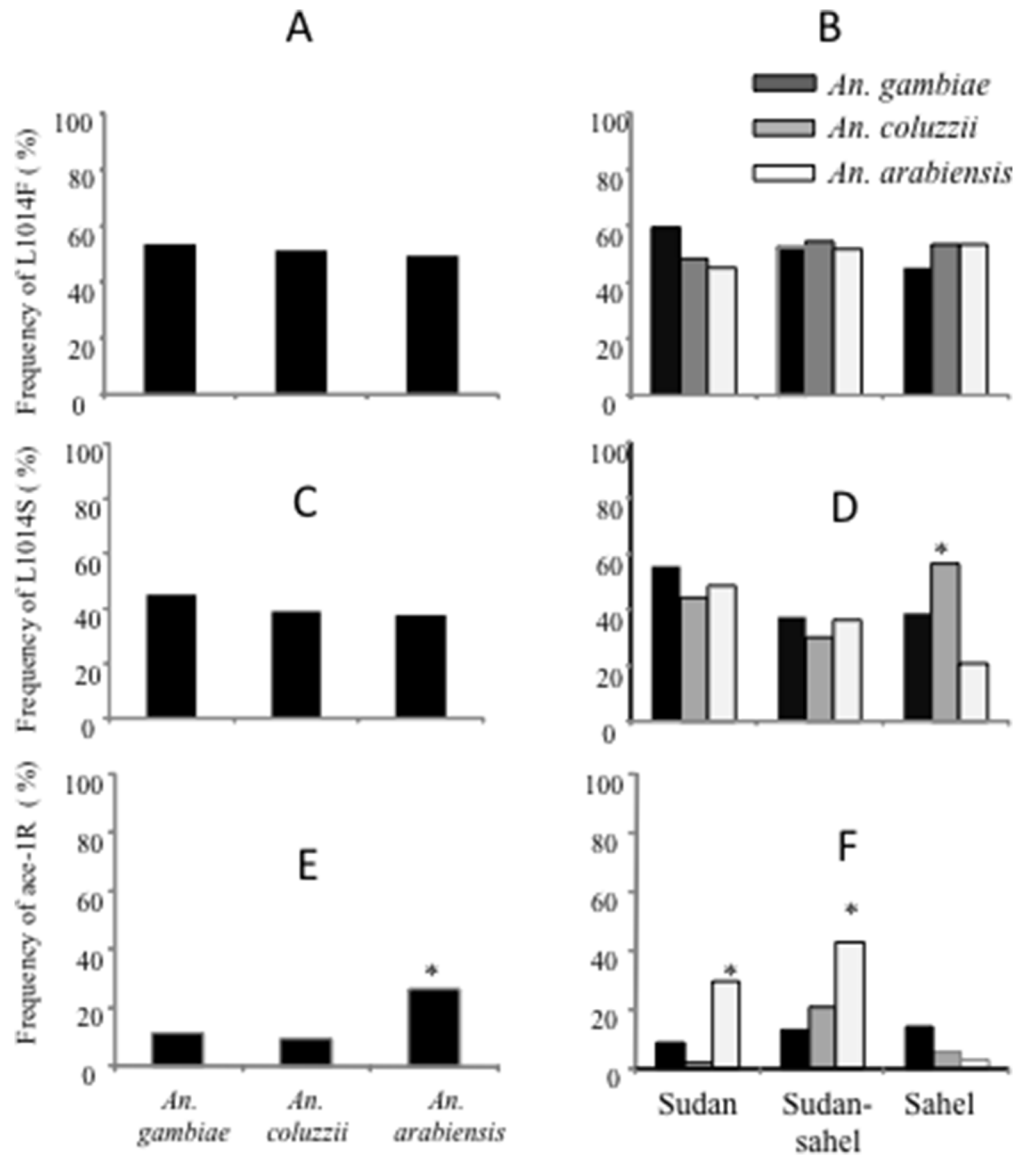 A
B
An. gambiae
An. coluzzii
An. arabiensis
Frequency of L1014F ( %)
100
80
60
40
20
0
100
80
60
40
20
0
C
D
Frequency of L1014S ( %)
100
80
60
40
20
0
100
80
60
40
20
0
*
E
F
Frequency of ace-1R ( %)
100
80
60
40
20
0
*
100
80
60
40
20
0
*
*
An. gambiae
An. coluzzii
An. arabiensis
Sudan
Sudan-
sahel
Sahel